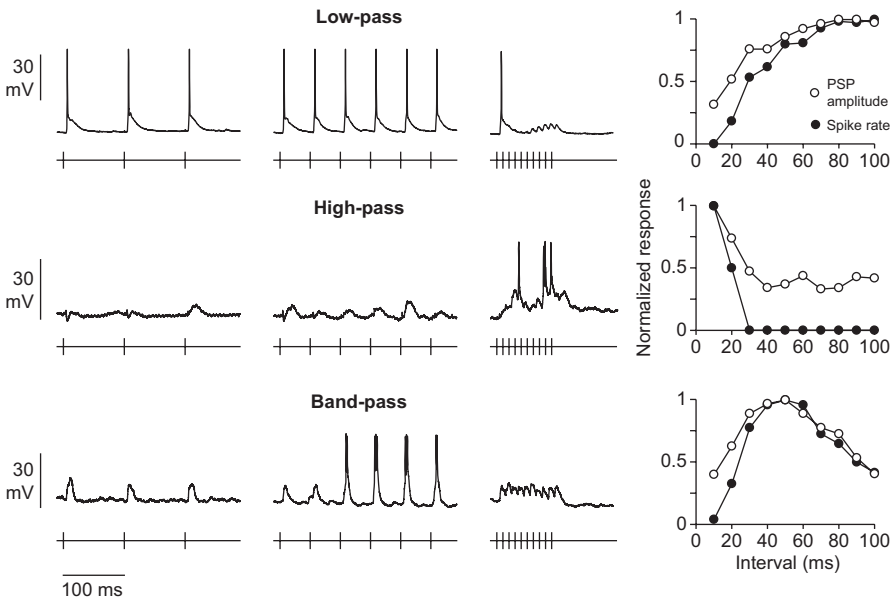 Low-pass
30
mV
1
0.5
0
PSP
amplitude
Spike rate
0 20 40 60 80 100
High-pass
30
mV
Normalized response
1
0.5
0
0 20 40 60 80 100
Band-pass
30
mV
1
0.5
0
0 20 40 60 80 100
Interval (ms)
100 ms